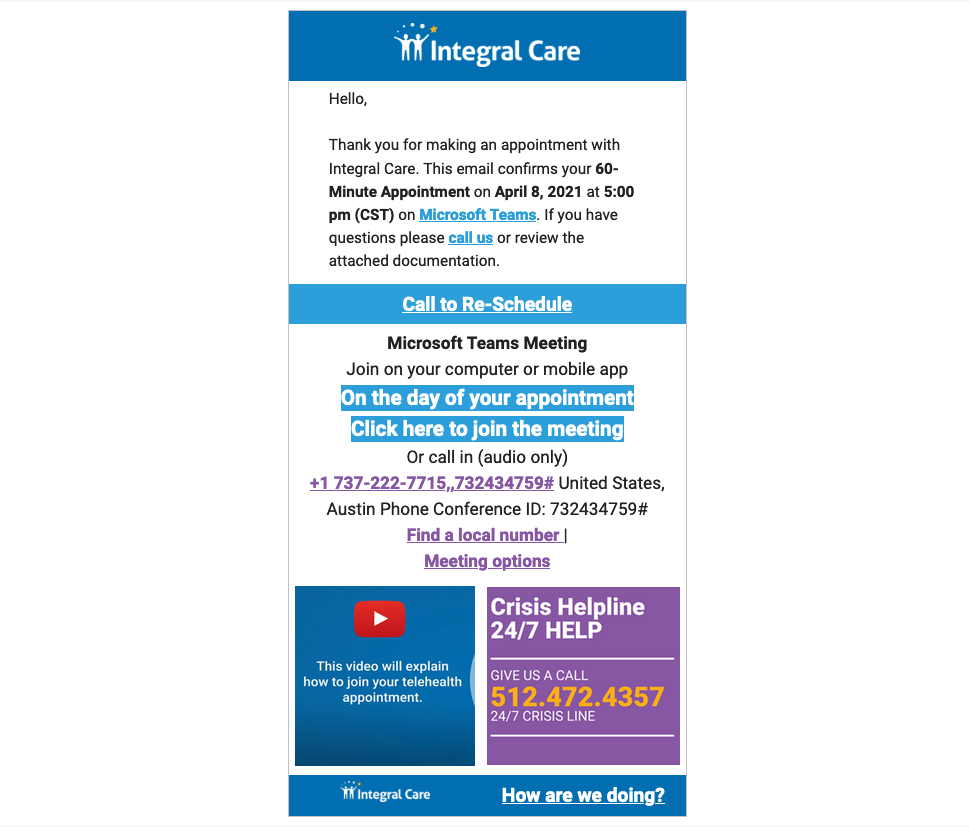 Integral Care
Hello,
Thank you for making an appointment with
Integral Care. This email confirms your 60-
Minute Appointment on April 8, 2021 at 5:00
pm (CST) on Microsoft Teams. If you have
questions please call us or review the
attached documentation.
Call to Re-Schedule
Microsoft Teams Meeting
Join on your computer or mobile app
On the day of your appointment
Click here to join the meeting
Or call in (audio only)
+1 737-222-7715,,732434759# United States,
Austin Phone Conference ID: 732434759#
Find a local number |
Meeting options
This video will explain
how to join your telehealth
appointment.
Crisis Helpline
24/7 HELP
GIVE US A CALL
512.472.4357
24/7 CRISIS LINE
Integral Care
How are we doing?